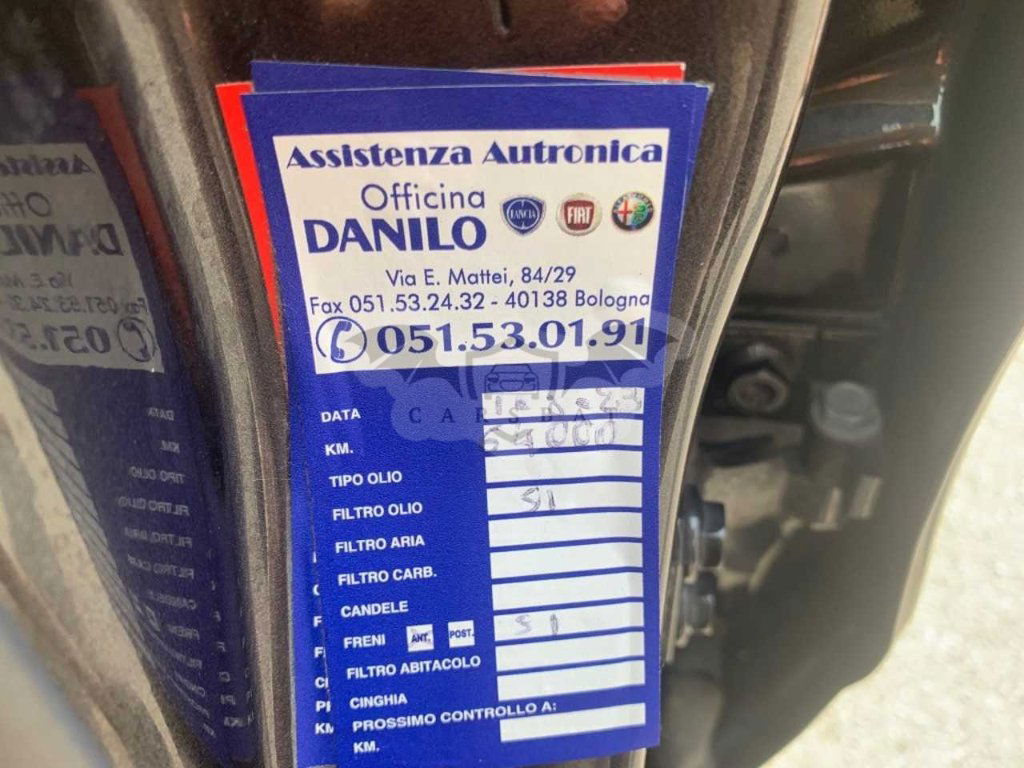 Assistenza Autronica
Officina
DANILO
LANCIA
FIAT
Via E. Mattei, 84/29
Fax 051.53.24.32 - 40138 Bologna
051.53.01.91
CARSBAT
DATA
KM.
TIPO OLIO
FILTRO OLIO SI
FILTRO ARIA
FILTRO CARB.
CANDELE
FRENI ANT. POST. SI
FILTRO ABITACOLO
CINGHIA
PROSSIMO CONTROLLO A:
KM.